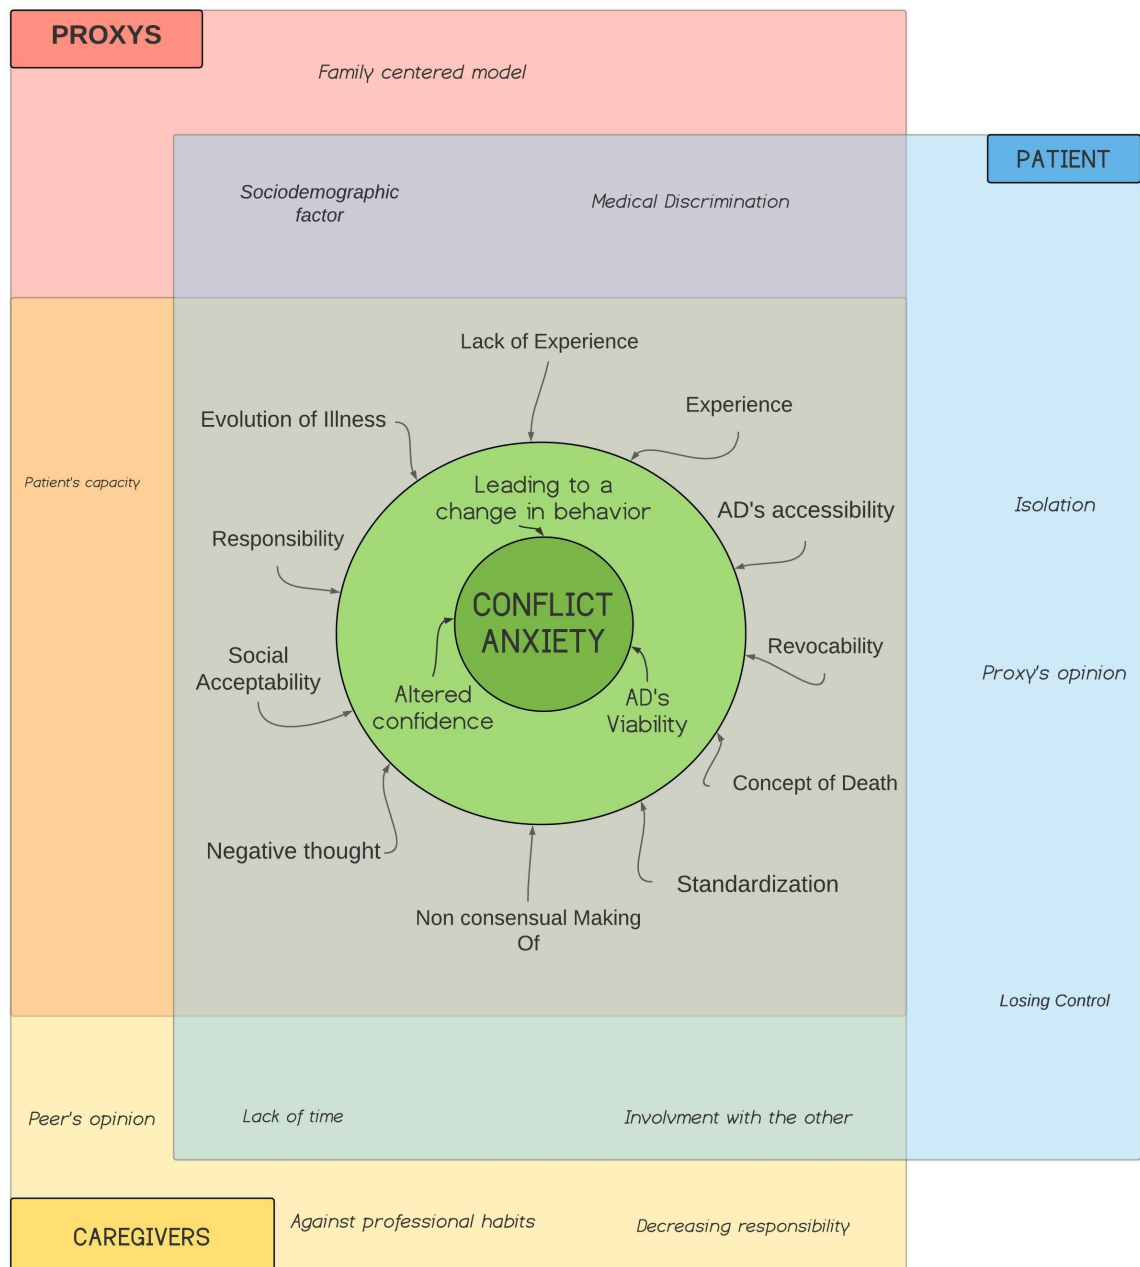 PROXYS
Family centered model
PATIENT
Sociodemographic
factor
Medical Discrimination
Lack of Experience
Experience
Evolution of Illness
Patient's capacity
Leading to a
change in behavior
AD's accessibility
Isolation
Responsibility
CONFLICT
ANXIETY
Revocability
Social
Acceptability
Proxy's opinion
Altered
confidence
AD's
Viability
Concept of Death
Negative thought
Standardization
Non consensual Making
Of
Losing Control
Peer's opinion
Lack of time
Involvment with the other
CAREGIVERS
Against professional habits
Decreasing responsibility